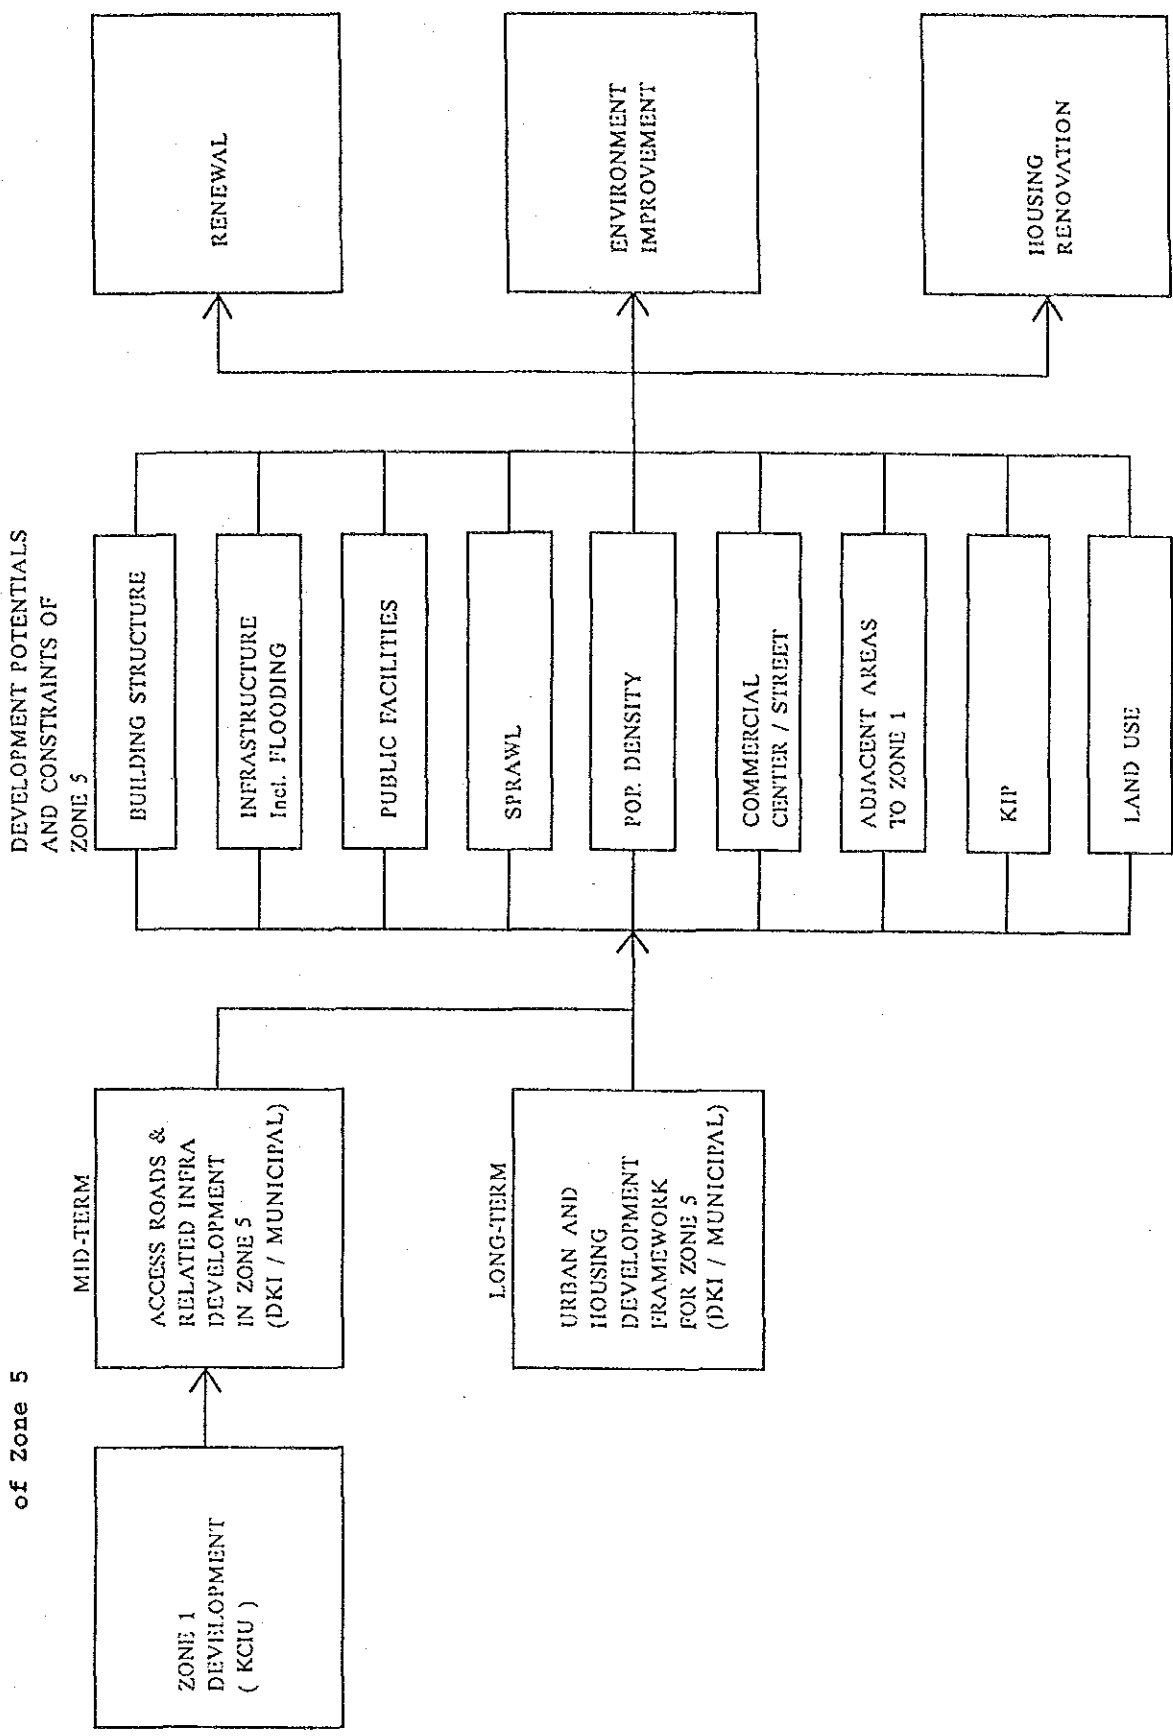 of Zone 5
ZONE 1
DEVELOPMENT
( KCIU )
MID-TERM
ACCESS ROADS &
RELATED INFRA
DEVELOPMENT
IN ZONE 5
(DKI / MUNICIPAL)
LONG-TERM
URBAN AND
HOUSING
DEVELOPMENT
FRAMEWORK
FOR ZONE 5
(DKI / MUNICIPAL)
DEVELOPMENT POTENTIALS
AND CONSTRAINTS OF
ZONE 5
BUILDING STRUCTURE
INFRASTRUCTURE
Incl. FLOODING
PUBLIC FACILITIES
SPRAWL
POP. DENSITY
COMMERCIAL
CENTER / STREET
ADJACENT AREAS
TO ZONE 1
KIP
LAND USE
RENEWAL
ENVIRONMENT
IMPROVEMENT
HOUSING
RENOVATION